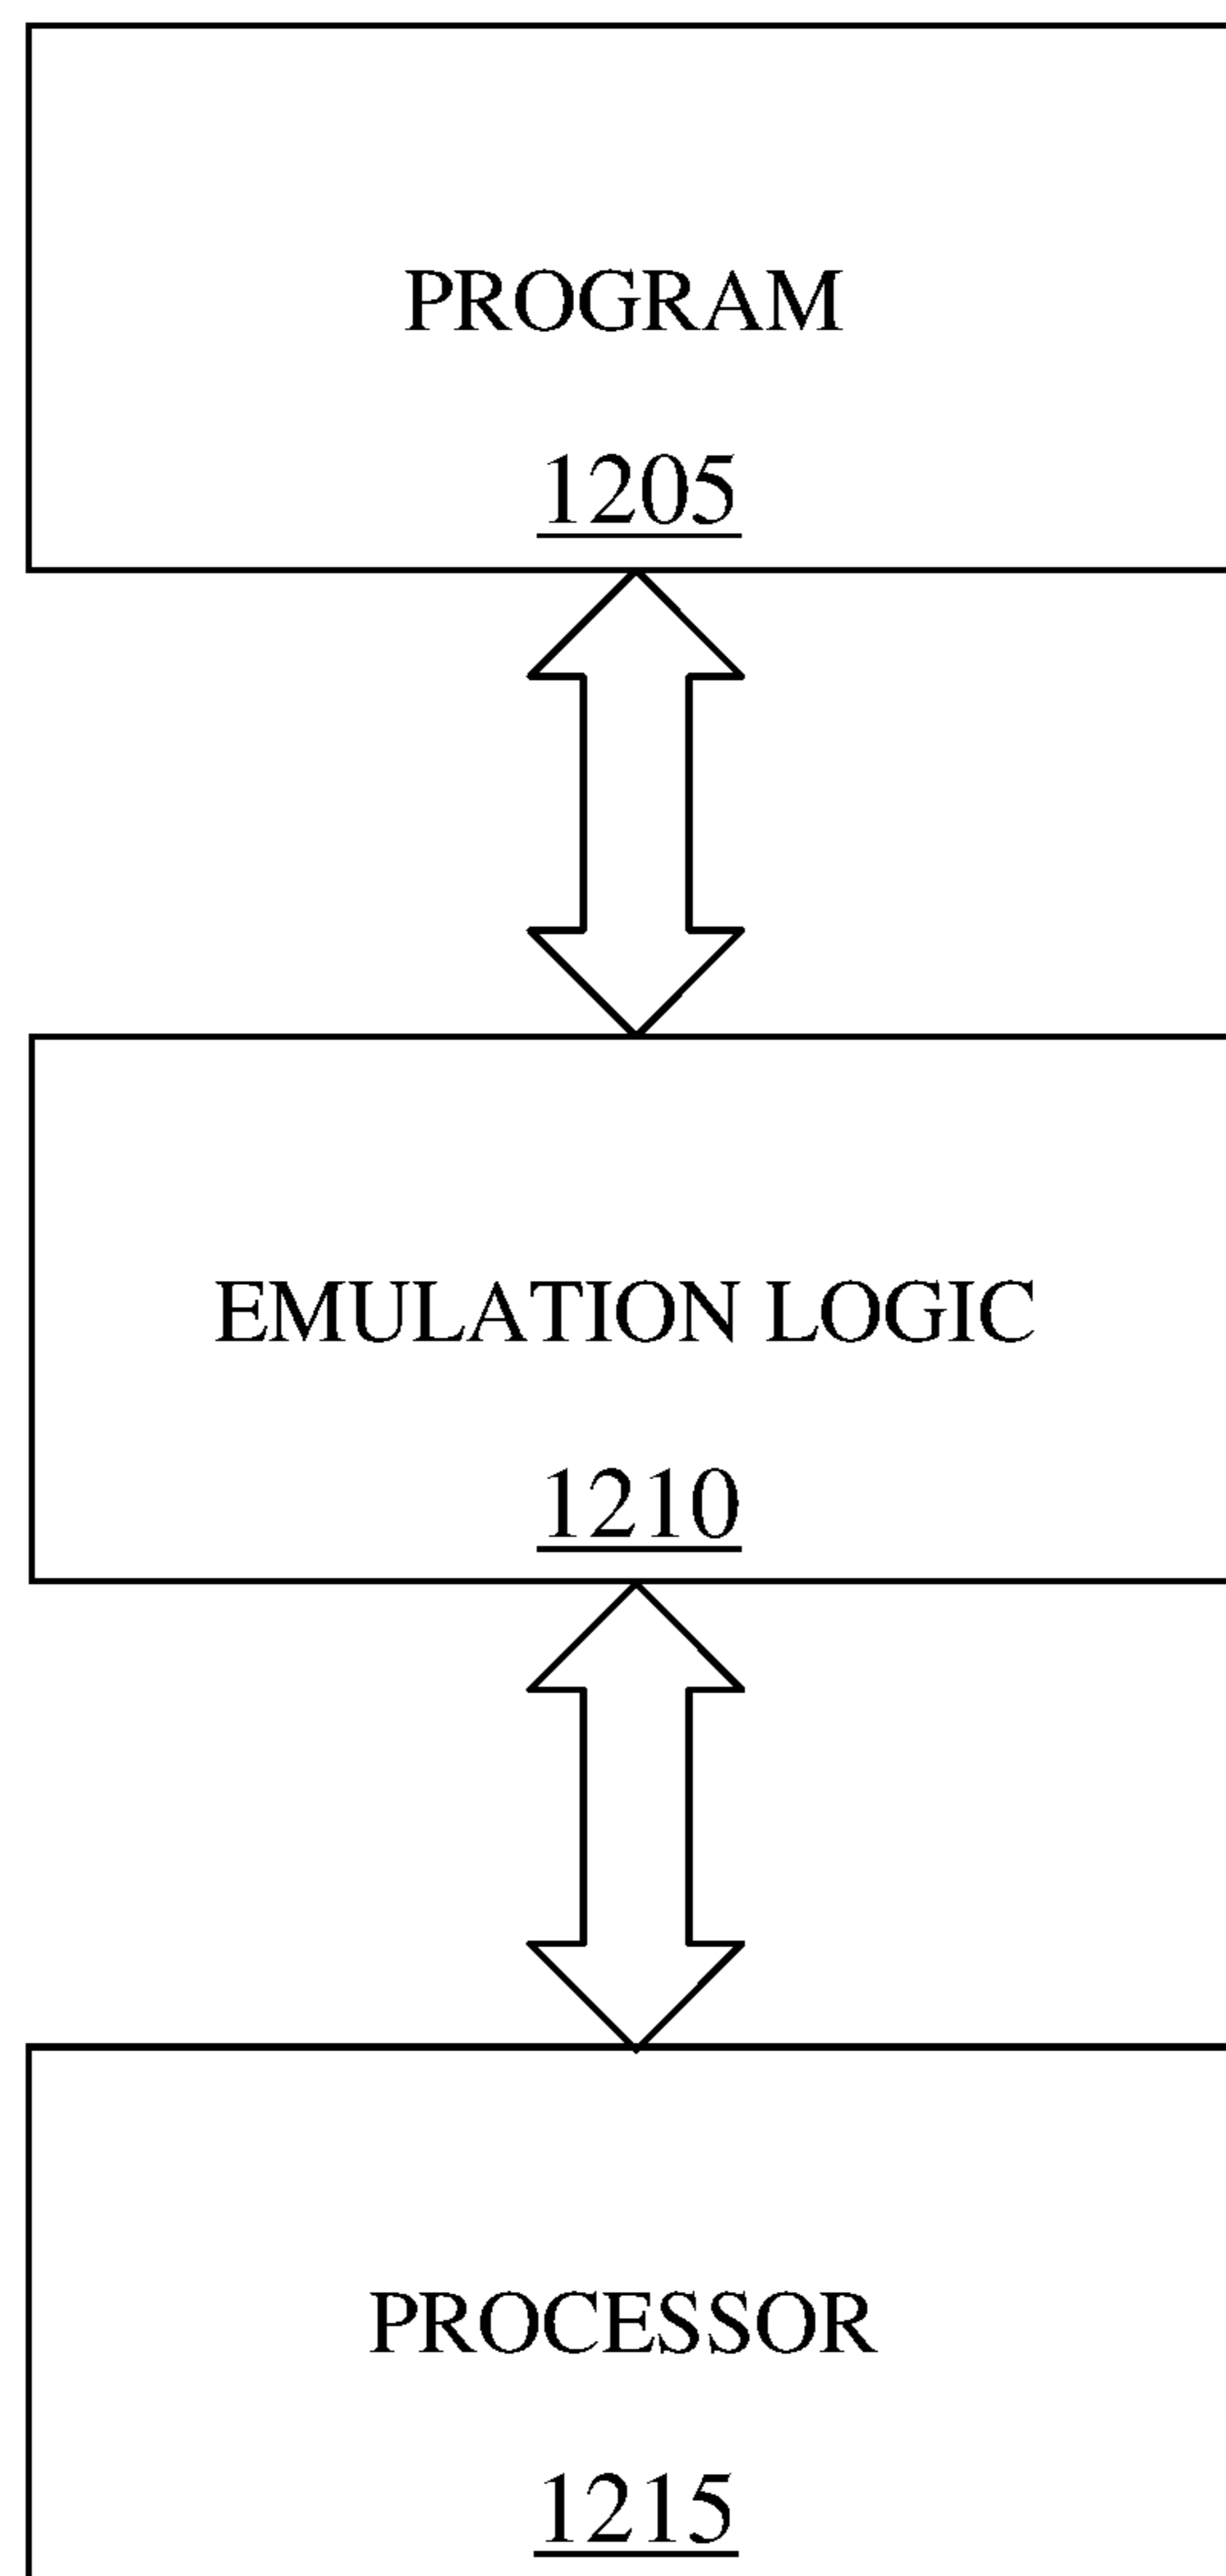 PROGRAM
1205
EMULATION LOGIC
1210
PROCESSOR
1215